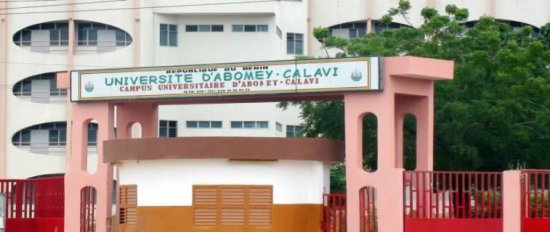 REPUBLIQUE DU BENIN
UNIVERSITE D'ABOMEY-CALAVI
CAMPUS UNIVERSITAIRE D'ABOMEY-CALAVI